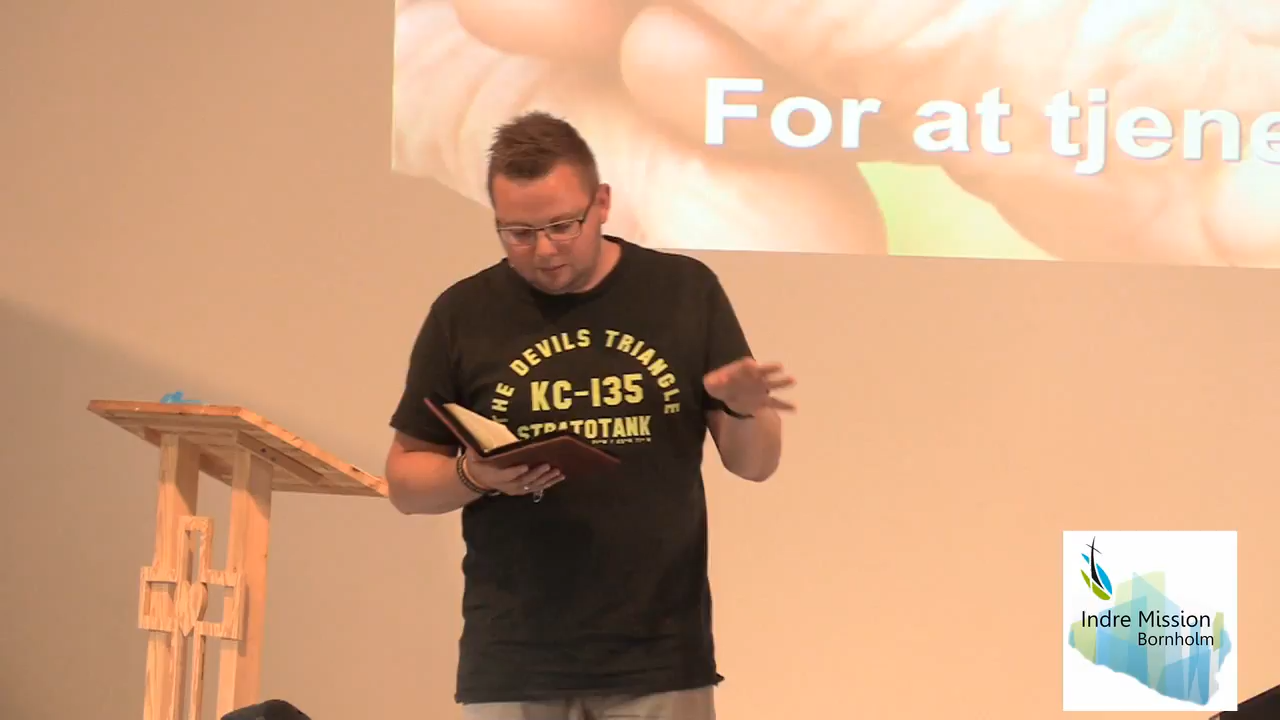 For at tjene
THE DEVILS TRIANGLE
KC-135
STRATOTANK
Indre Mission
Bornholm